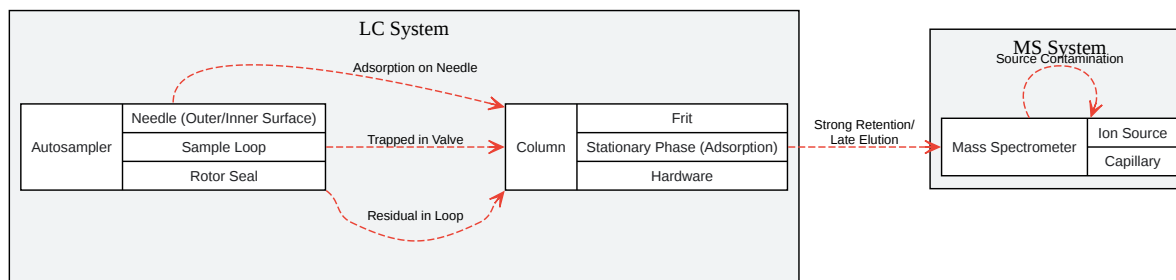 LC System
MS System
Source Contamination
Adsorption on Needle
Autosampler
Needle (Outer/Inner Surface)
Sample Loop
Rotor Seal
Trapped in Valve
Residual in Loop
Column
Frit
Stationary Phase (Adsorption)
Hardware
Strong Retention/
Late Elution
Mass Spectrometer
Ion Source
Capillary